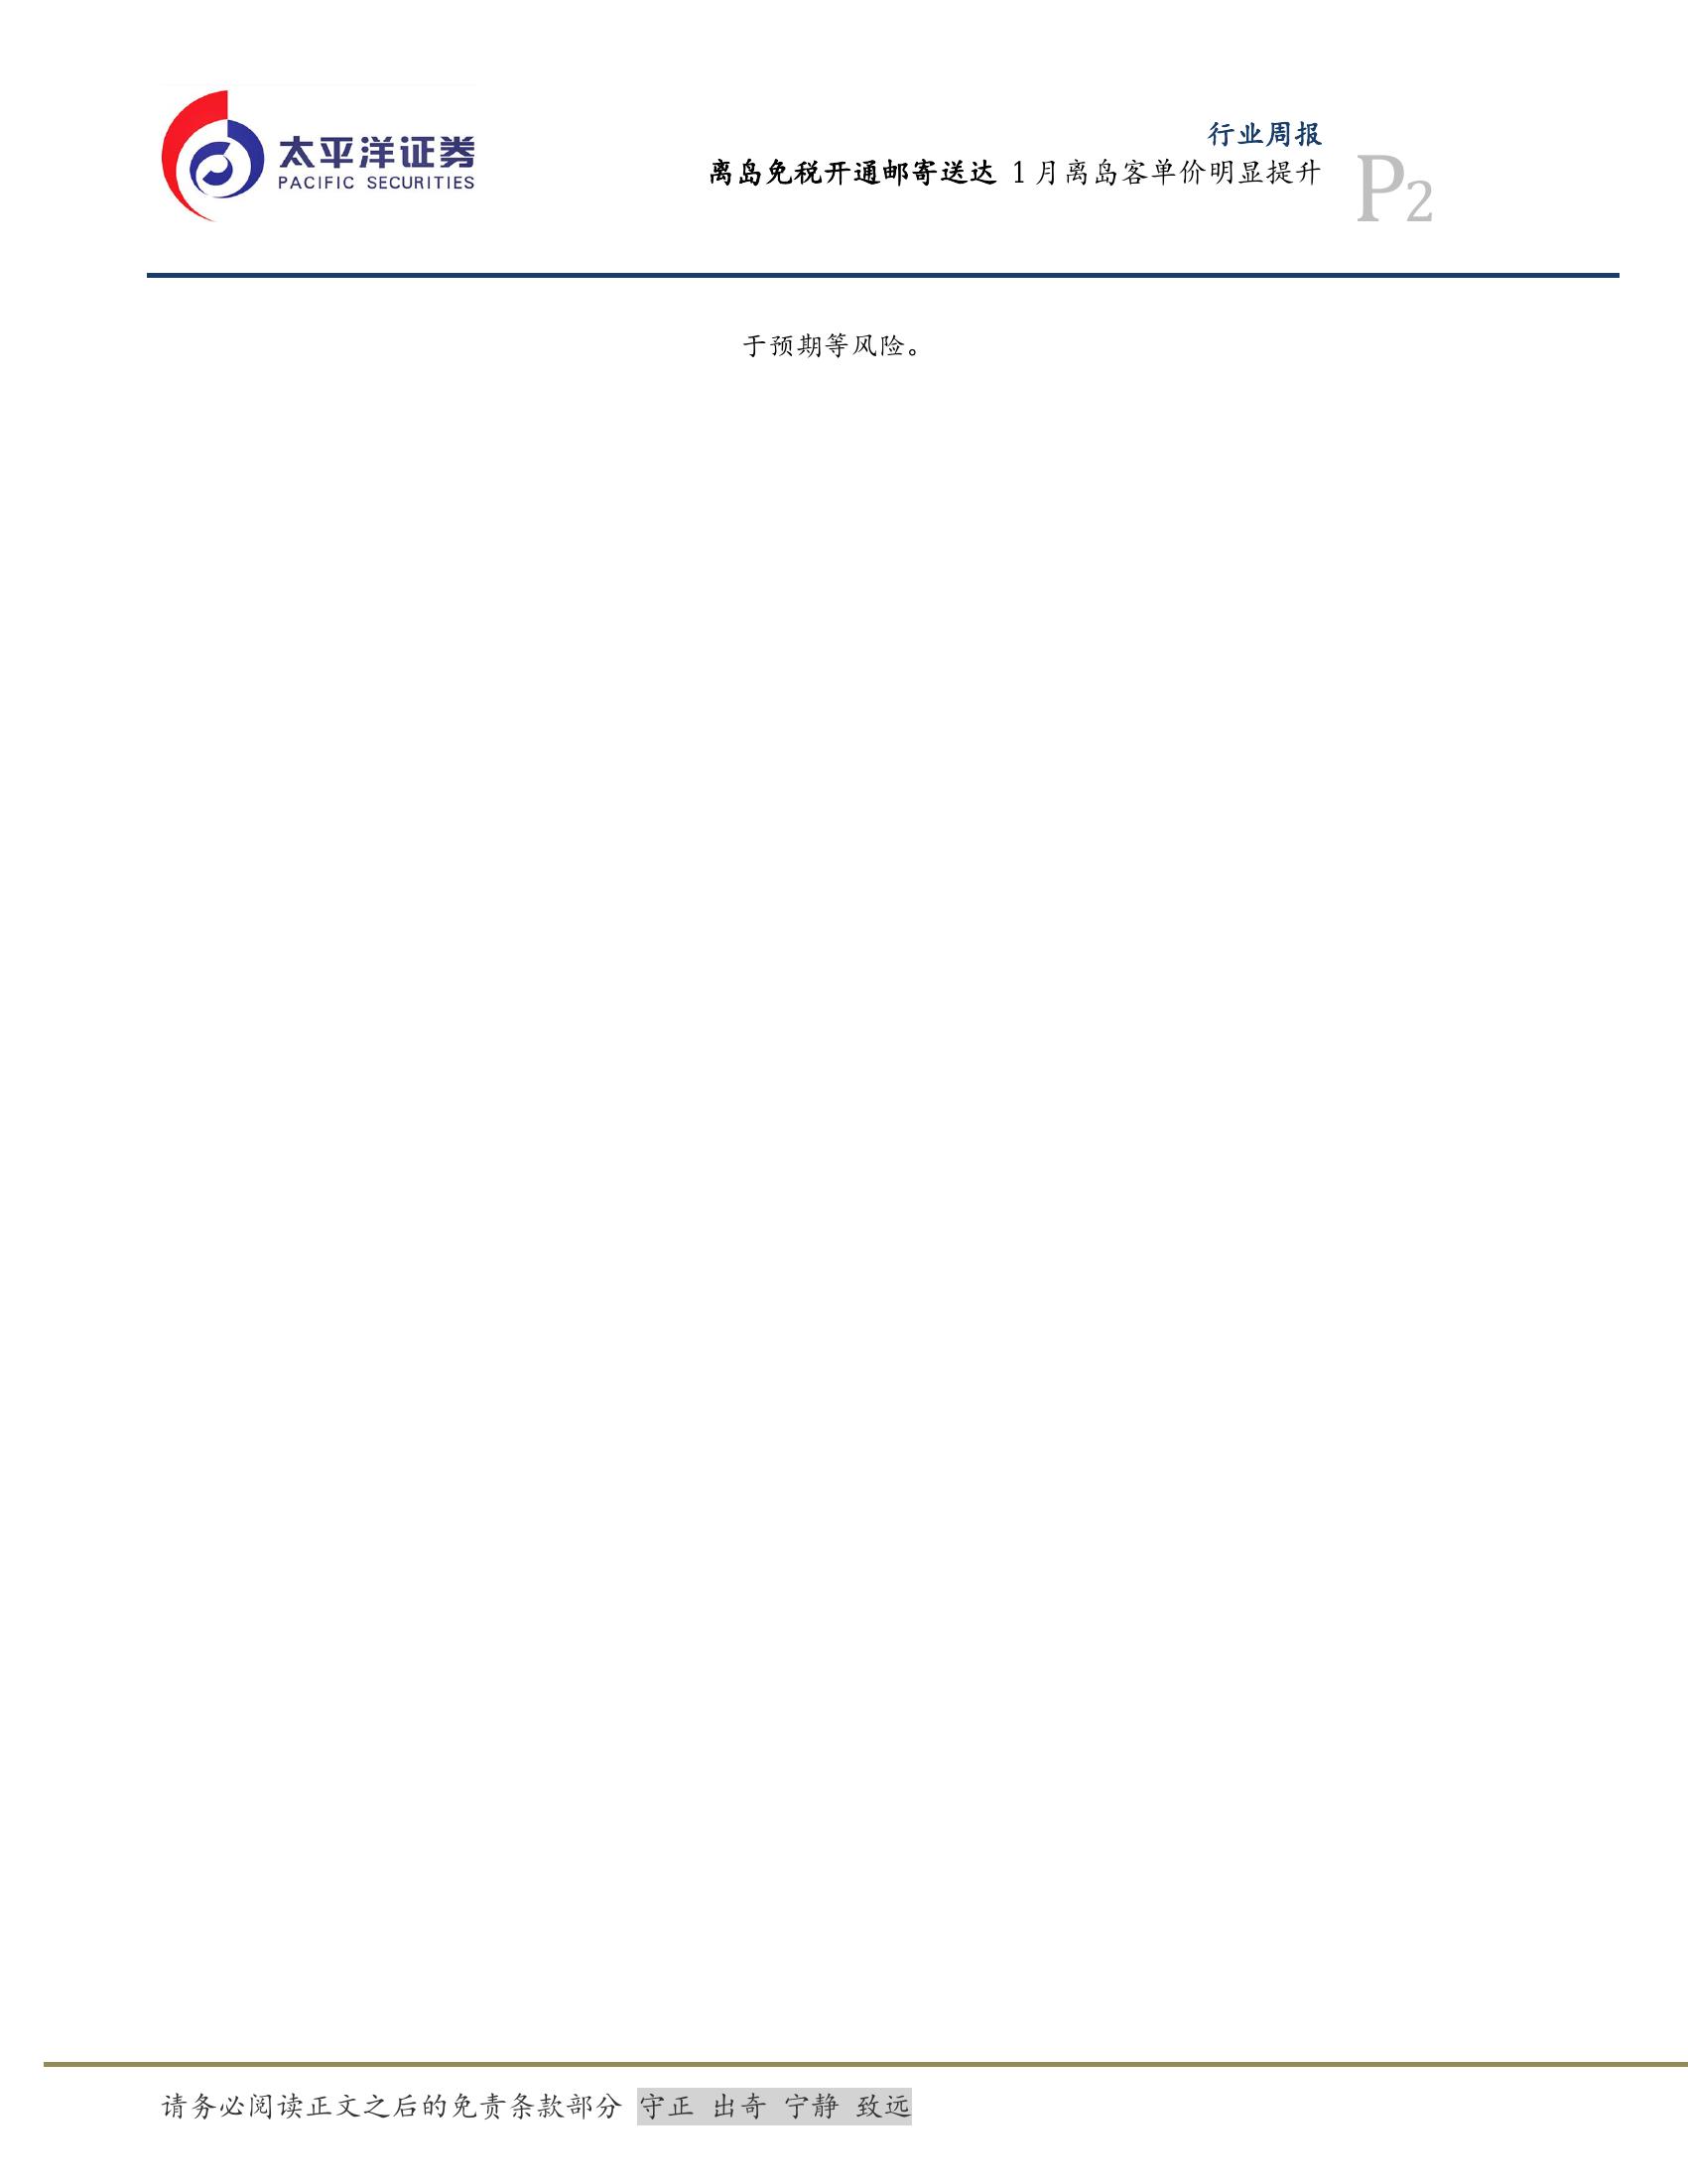 太平洋证券
PACIFIC SECURITIES
行业周报
离岛免税开通邮寄送达 1 月离岛客单价明显提升
P2
于预期等风险。
请务必阅读正文之后的免责条款部分 守正 出奇 宁静 致远